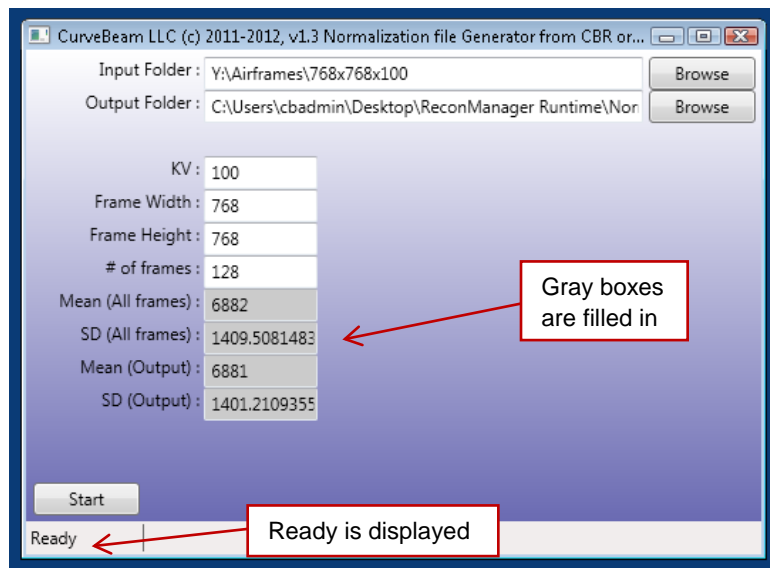 CurveBeam LLC (c) 2011-2012, v1.3 Normalization file Generator from CBR or...
Input Folder : Y:\Airframes\768x768x100 Browse
Output Folder : C:\Users\cbadmin\Desktop\ReconManager Runtime\Nor Browse
KV : 100
Frame Width : 768
Frame Height : 768
# of frames : 128
Mean (All frames) : 6882
SD (All frames) : 1409.5081483
Mean (Output) : 6881
SD (Output) : 1401.2109355
Gray boxes
are filled in
Start
Ready
Ready is displayed